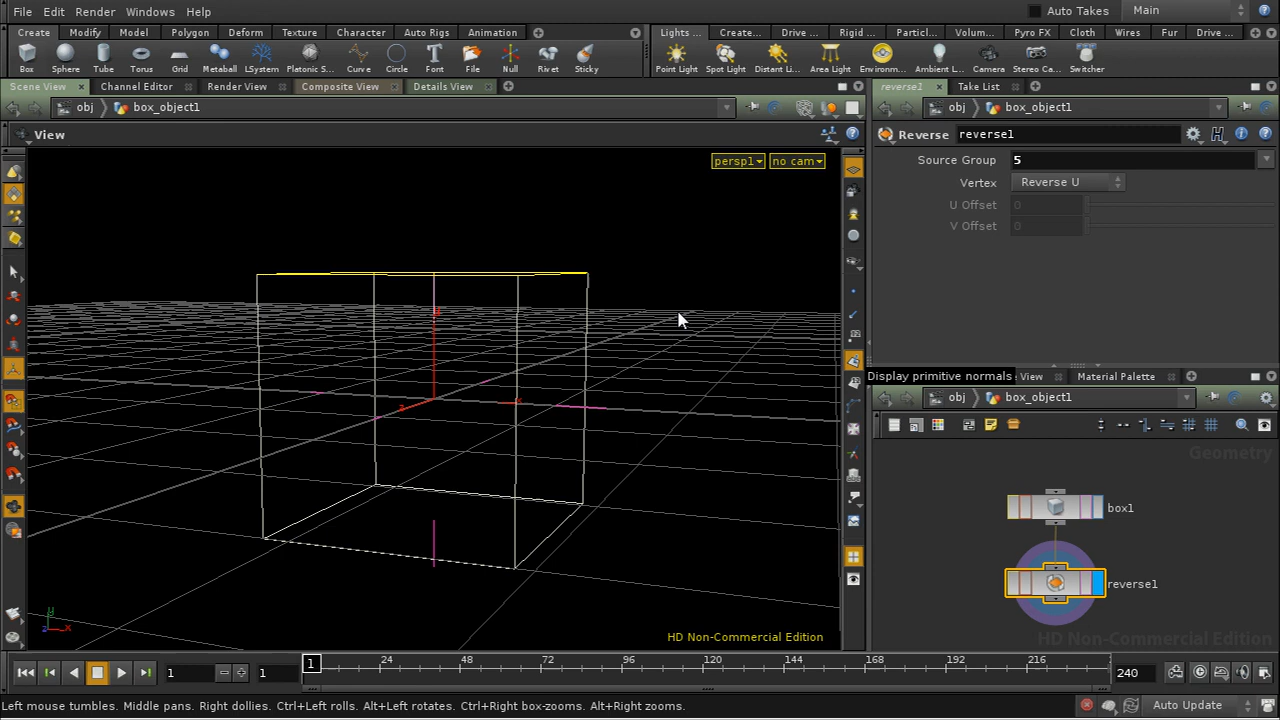 File Edit Render Windows Help Auto Takes Main
Create Modify Model Polygon Deform Texture Character Auto Rigs Animation Lights ... Create... Drive ... Rigid ... Particl... Volum... Pyro FX Cloth Wires Fur Drive ...
Box Sphere Tube Torus Grid Metaball LSystem Platonic S... Curve Circle Font File Null Rivet Sticky Point Light Spot Light Distant Li... Area Light Environm... Ambient L... Camera Stereo Ca... Switcher
Scene View Channel Editor Render View Composite View Details View reverse1 Take List
obj box_object1 obj box_object1
View
Reverse reverse1
persp1 no cam
Source Group 5
Vertex Reverse U
U Offset 0
V Offset 0
Display primitive normals View Material Palette
obj box_object1
Geometry
box1
reverse1
HD Non-Commercial Edition
HD Non-Commercial Edition
x
z
y
z x
1 1 1 24 48 72 96 120 144 168 192 216 240
Left mouse tumbles. Middle pans. Right dollies. Ctrl+Left rolls. Alt+Left rotates. Ctrl+Right box-zooms. Alt+Right zooms. Auto Update